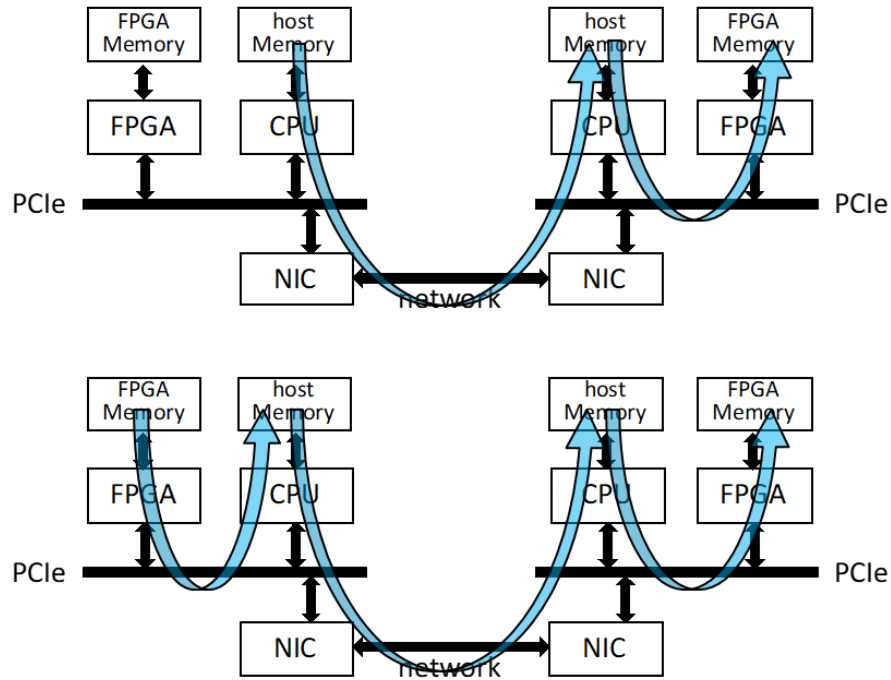 FPGA
Memory
host
Memory
host
Memory
FPGA
Memory
FPGA
CPU
CPU
FPGA
PCIe
PCIe
NIC
NIC
network
FPGA
Memory
host
Memory
host
Memory
FPGA
Memory
FPGA
CPU
CPU
FPGA
PCIe
PCIe
NIC
NIC
network